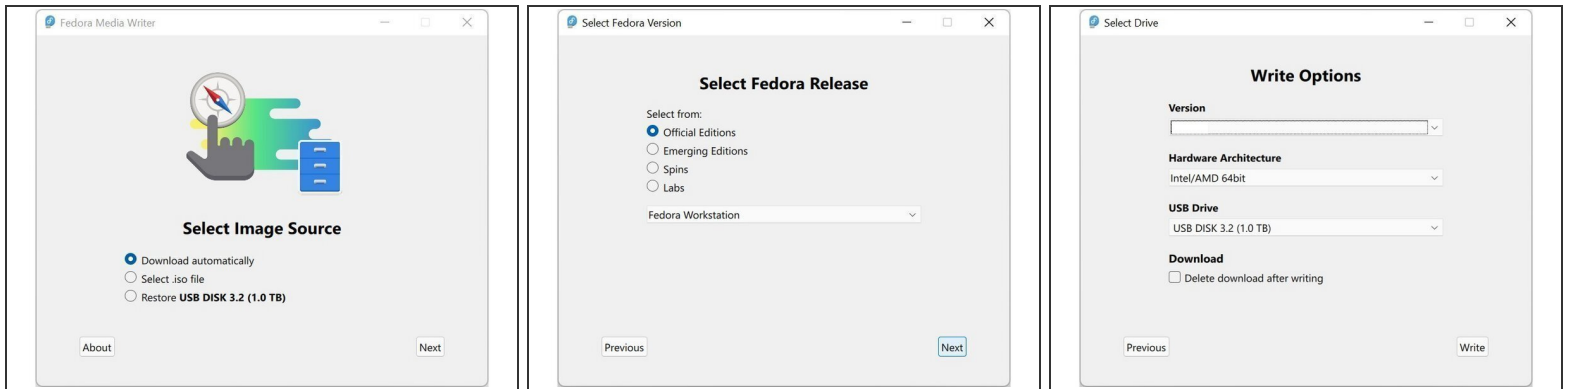 Fedora Media Writer
Select Image Source
Download automatically
Select .iso file
Restore USB DISK 3.2 (1.0 TB)
About
Next
Select Fedora Version
Select Fedora Release
Select from:
Official Editions
Emerging Editions
Spins
Labs
Fedora Workstation
Previous
Next
Select Drive
Write Options
Version
Hardware Architecture
Intel/AMD 64bit
USB Drive
USB DISK 3.2 (1.0 TB)
Download
Delete download after writing
Previous
Write